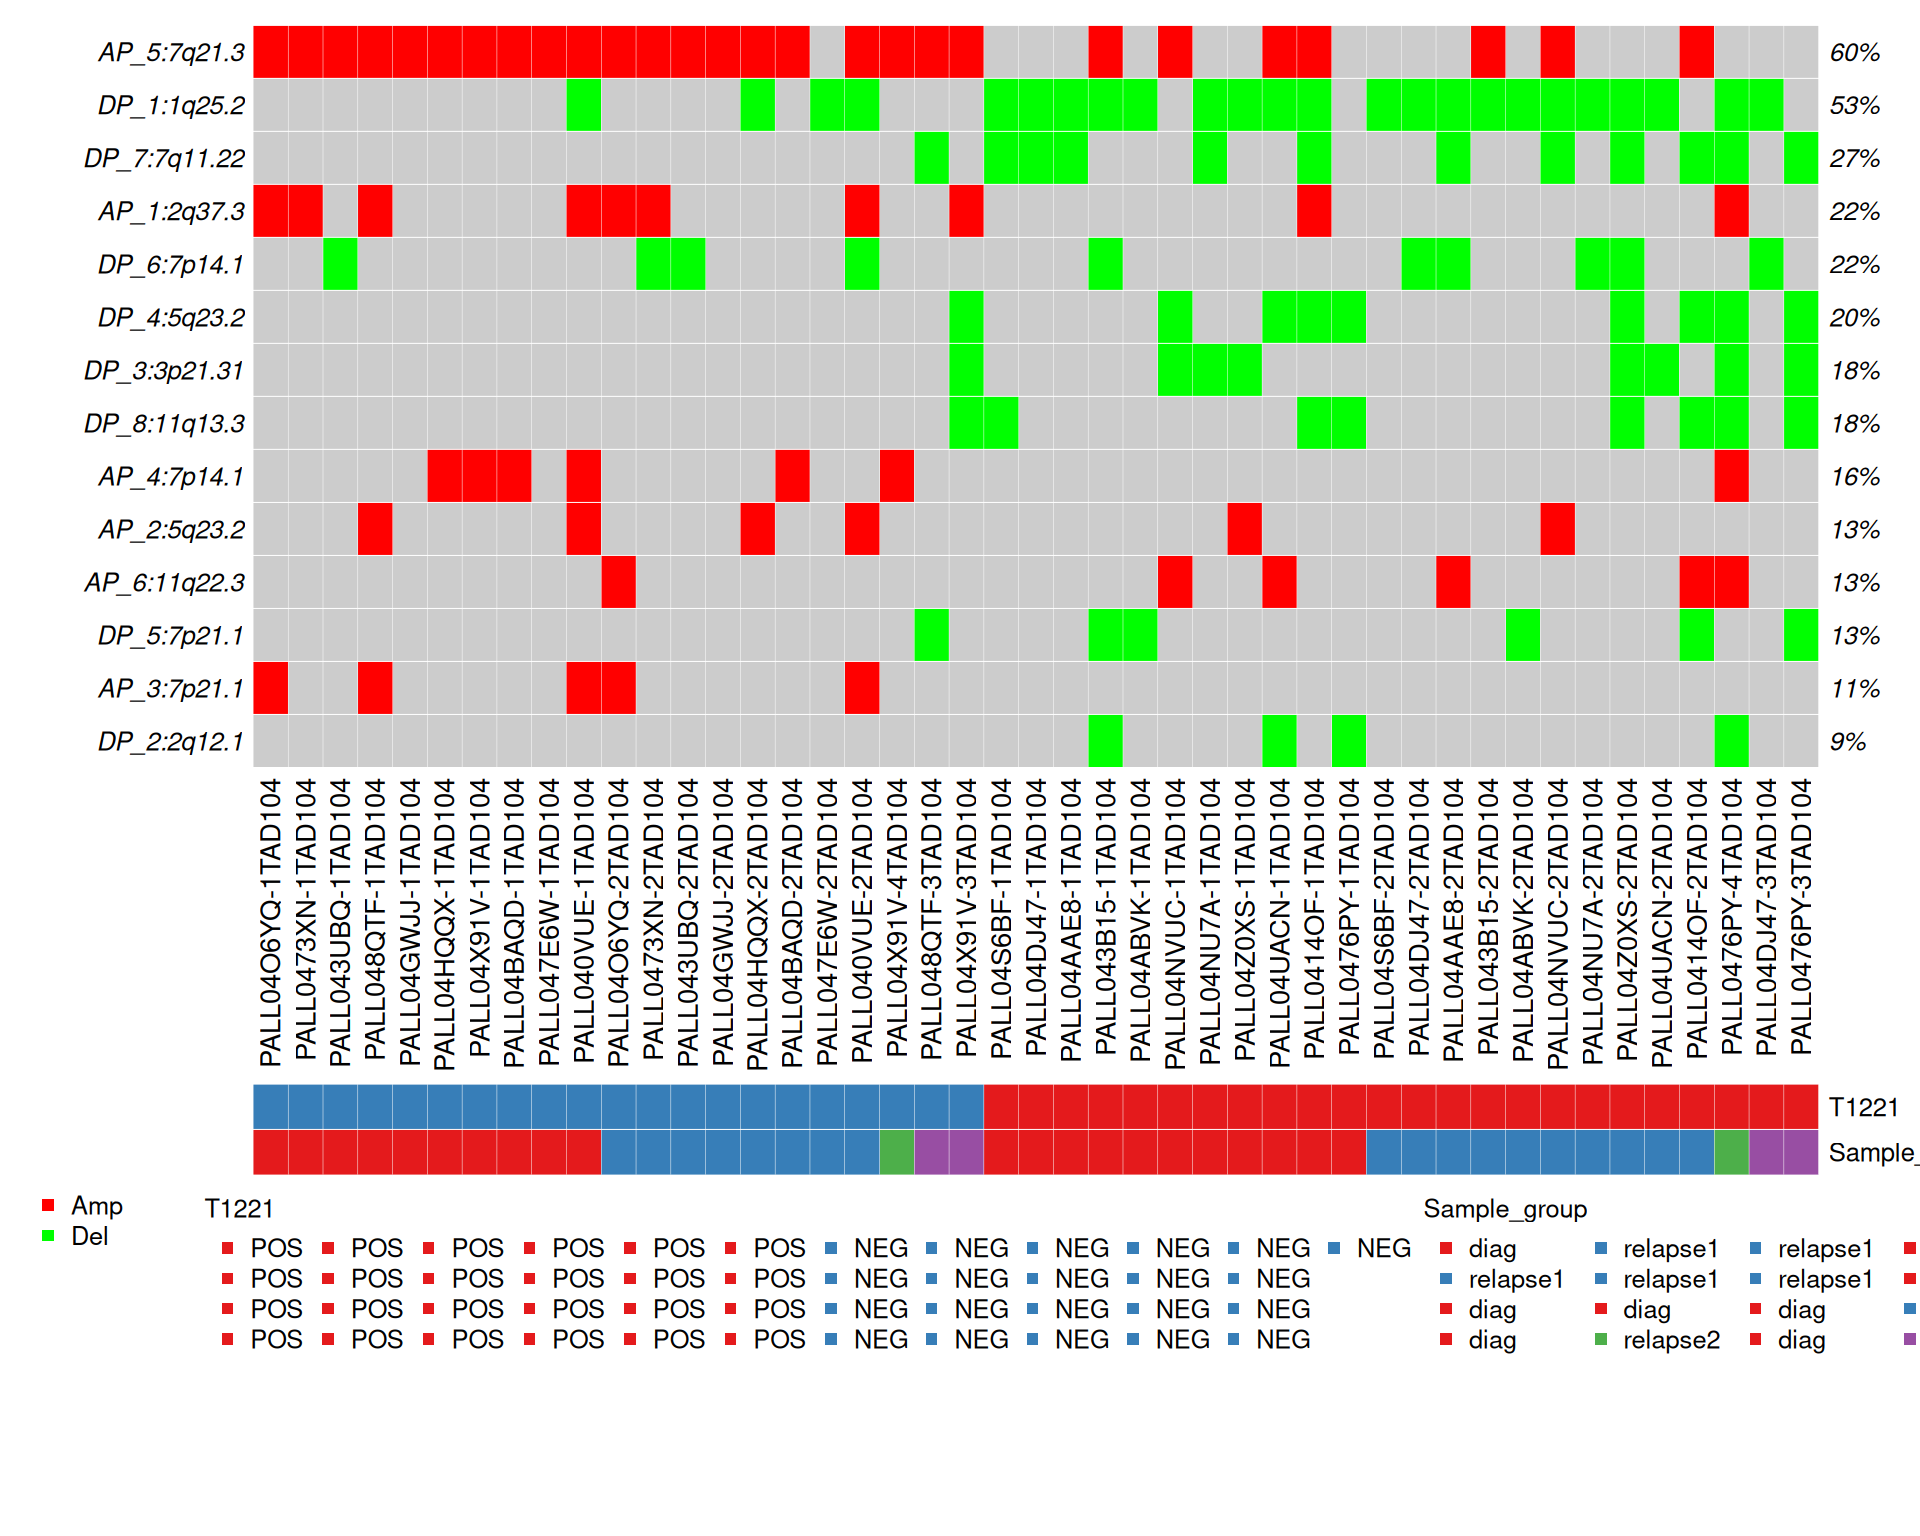 AP_5:7q21.3 60%
DP_1:1q25.2 53%
DP_7:7q11.22 27%
AP_1:2q37.3 22%
DP_6:7p14.1 22%
DP_4:5q23.2 20%
DP_3:3p21.31 18%
DP_8:11q13.3 18%
AP_4:7p14.1 16%
AP_2:5q23.2 13%
AP_6:11q22.3 13%
DP_5:7p21.1 13%
AP_3:7p21.1 11%
DP_2:2q12.1 9%
PALL04O6YQ-1TAD104
PALL0473XN-1TAD104
PALL043UBQ-1TAD104
PALL048QTF-1TAD104
PALL04GWJJ-1TAD104
PALL04HQQX-1TAD104
PALL04X91V-1TAD104
PALL04BAQD-1TAD104
PALL047E6W-1TAD104
PALL040VUE-1TAD104
PALL04O6YQ-2TAD104
PALL0473XN-2TAD104
PALL043UBQ-2TAD104
PALL04GWJJ-2TAD104
PALL04HQQX-2TAD104
PALL04BAQD-2TAD104
PALL047E6W-2TAD104
PALL040VUE-2TAD104
PALL04X91V-4TAD104
PALL048QTF-3TAD104
PALL04X91V-3TAD104
PALL04S6BF-1TAD104
PALL04DJ47-1TAD104
PALL04AAE8-1TAD104
PALL043B15-1TAD104
PALL04ABVK-1TAD104
PALL04NVUC-1TAD104
PALL04NU7A-1TAD104
PALL04Z0XS-1TAD104
PALL04UACN-1TAD104
PALL0414OF-1TAD104
PALL0476PY-1TAD104
PALL04S6BF-2TAD104
PALL04DJ47-2TAD104
PALL04AAE8-2TAD104
PALL043B15-2TAD104
PALL04ABVK-2TAD104
PALL04NVUC-2TAD104
PALL04NU7A-2TAD104
PALL04Z0XS-2TAD104
PALL04UACN-2TAD104
PALL0414OF-2TAD104
PALL0476PY-4TAD104
PALL04DJ47-3TAD104
PALL0476PY-3TAD104
T1221
Sample_
Amp
Del
T1221 Sample_group
POS POS POS POS POS POS NEG NEG NEG NEG NEG NEG diag relapse1 relapse1
POS POS POS POS POS POS NEG NEG NEG NEG NEG relapse1 relapse1 relapse1
POS POS POS POS POS POS NEG NEG NEG NEG NEG diag diag diag
POS POS POS POS POS POS NEG NEG NEG NEG NEG diag relapse2 diag